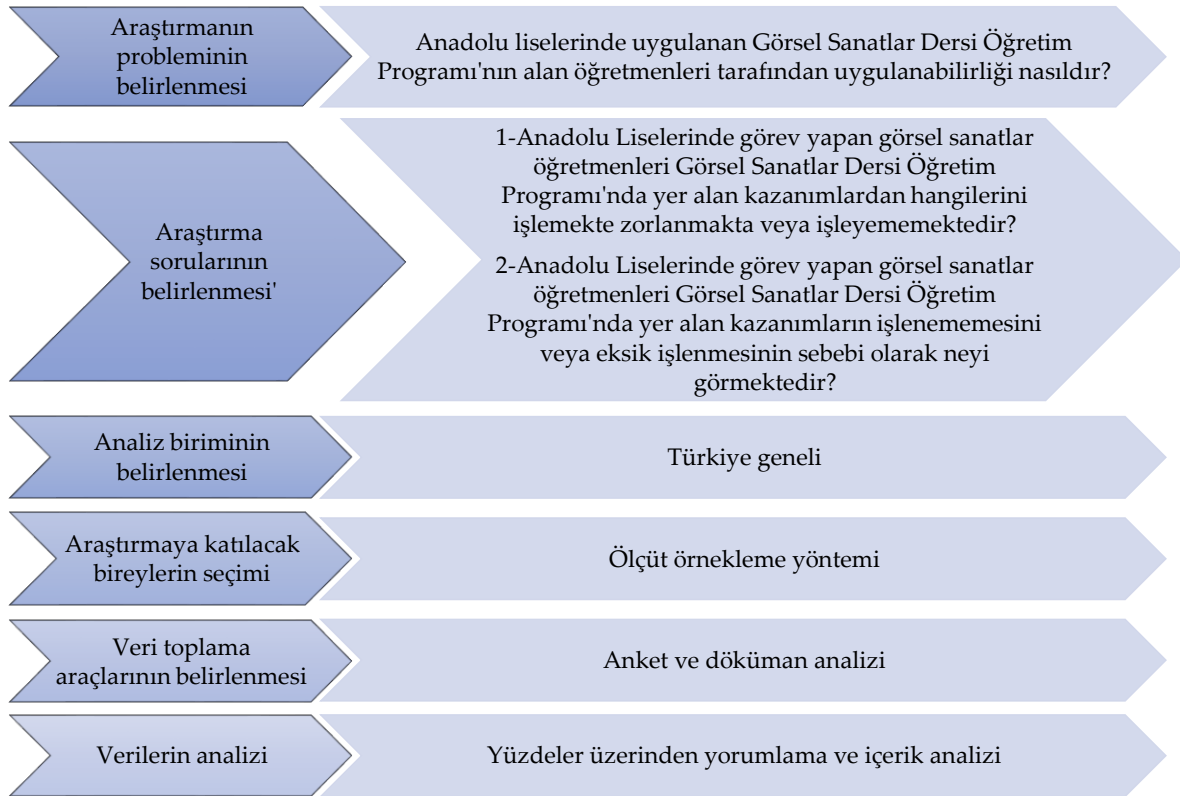 Araştırmanın
probleminin
belirlenmesi
Anadolu liselerinde uygulanan Görsel Sanatlar Dersi Öğretim
Programı'nın alan öğretmenleri tarafından uygulanabilirliği nasıldır?
Araştırma
sorularının
belirlenmesi'
1-Anadolu Liselerinde görev yapan görsel sanatlar
öğretmenleri Görsel Sanatlar Dersi Öğretim
Programı'nda yer alan kazanımlardan hangilerini
işlemekte zorlanmakta veya işleyememektedir?
2-Anadolu Liselerinde görev yapan görsel sanatlar
öğretmenleri Görsel Sanatlar Dersi Öğretim
Programı'nda yer alan kazanımların işlenememesini
veya eksik işlenmesinin sebebi olarak neyi
görmektedir?
Analiz biriminin
belirlenmesi
Türkiye geneli
Araştırmaya katılacak
bireylerin seçimi
Ölçüt örnekleme yöntemi
Veri toplama
araçlarının belirlenmesi
Anket ve döküman analizi
Verilerin analizi
Yüzdeler üzerinden yorumlama ve içerik analizi